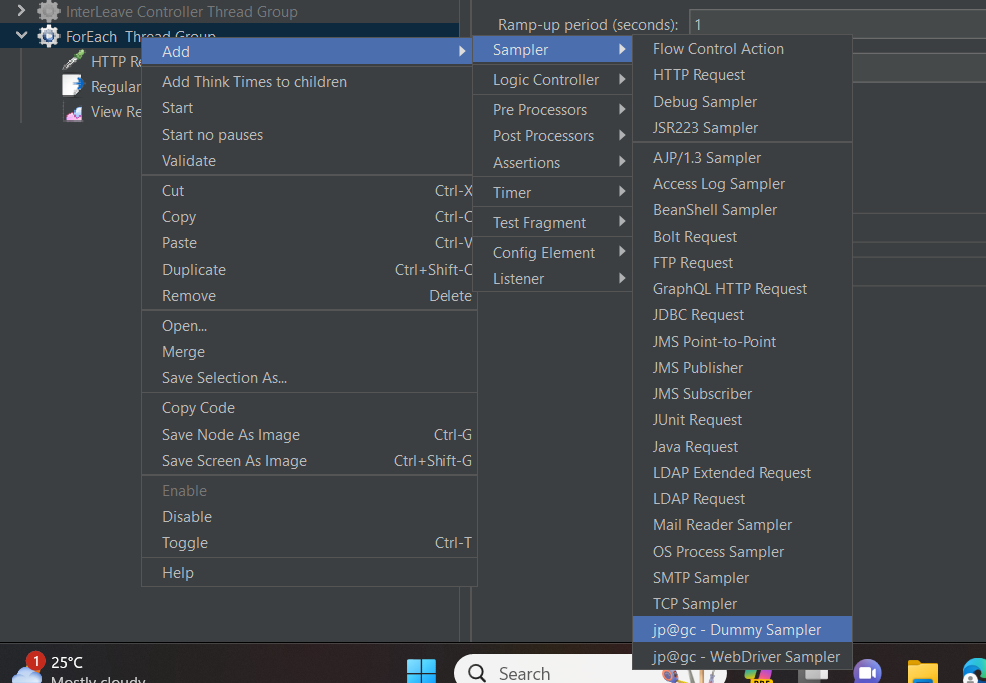 InterLeave Controller Thread Group
ForEach Thread Group
HTTP Re
Regular
View Re
Ramp-up period (seconds): 1
Add
Add Think Times to children
Start
Start no pauses
Validate
Cut Ctrl-X
Copy Ctrl-C
Paste Ctrl-V
Duplicate Ctrl+Shift-C
Remove Delete
Open...
Merge
Save Selection As...
Copy Code
Save Node As Image Ctrl-G
Save Screen As Image Ctrl+Shift-G
Enable
Disable
Toggle Ctrl-T
Help
Sampler
Logic Controller
Pre Processors
Post Processors
Assertions
Timer
Test Fragment
Config Element
Listener
Flow Control Action
HTTP Request
Debug Sampler
JSR223 Sampler
AJP/1.3 Sampler
Access Log Sampler
BeanShell Sampler
Bolt Request
FTP Request
GraphQL HTTP Request
JDBC Request
JMS Point-to-Point
JMS Publisher
JMS Subscriber
JUnit Request
Java Request
LDAP Extended Request
LDAP Request
Mail Reader Sampler
OS Process Sampler
SMTP Sampler
TCP Sampler
jp@gc - Dummy Sampler
jp@gc - WebDriver Sampler
1
25°C
Mostly cloudy
Search